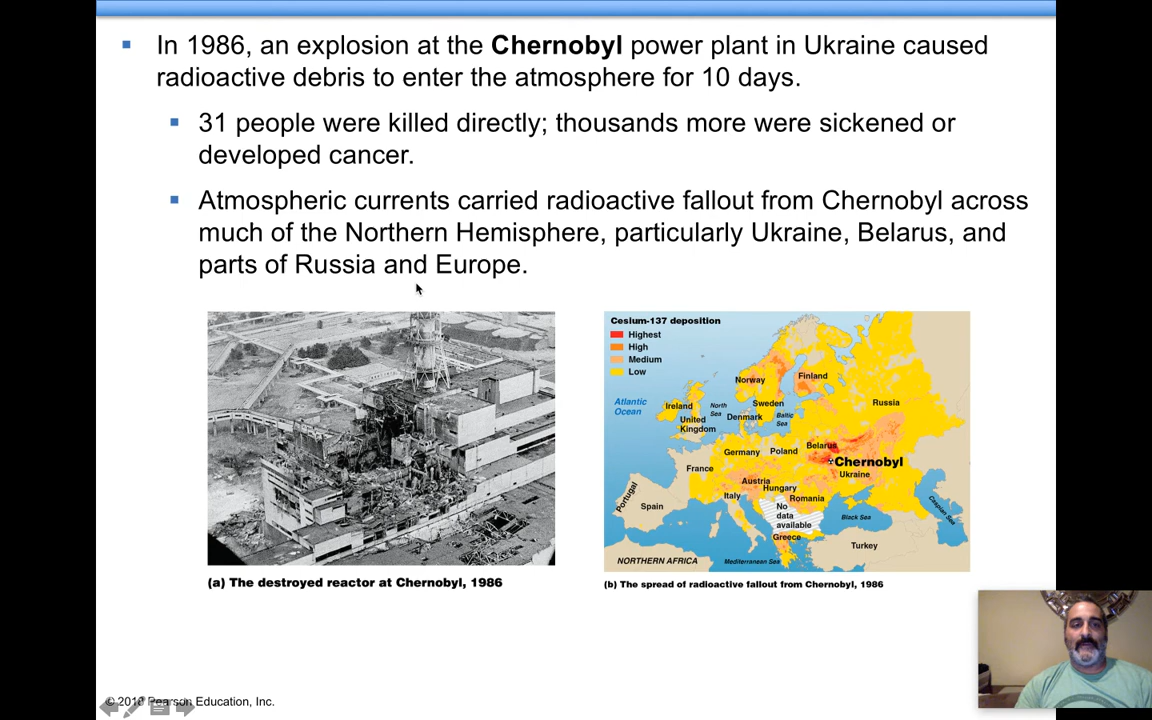 In 1986, an explosion at the Chernobyl power plant in Ukraine caused
radioactive debris to enter the atmosphere for 10 days.
31 people were killed directly; thousands more were sickened or
developed cancer.
Atmospheric currents carried radioactive fallout from Chernobyl across
much of the Northern Hemisphere, particularly Ukraine, Belarus, and
parts of Russia and Europe.
Cesium-137 deposition
Highest
High
Medium
Low
Atlantic
Ocean
Norway
Finland
Sweden
Russia
Ireland
North
Sea
Denmark
Baltic
Sea
United
Kingdom
Belarus
Germany
Poland
Chernobyl
France
Ukraine
Austria
Hungary
Portugal
Spain
Italy
Romania
No
data
available
Black Sea
Caspian Sea
Greece
Turkey
NORTHERN AFRICA
Mediterranean Sea
(a) The destroyed reactor at Chernobyl, 1986
(b) The spread of radioactive fallout from Chernobyl, 1986
© 2018 Pearson Education, Inc.